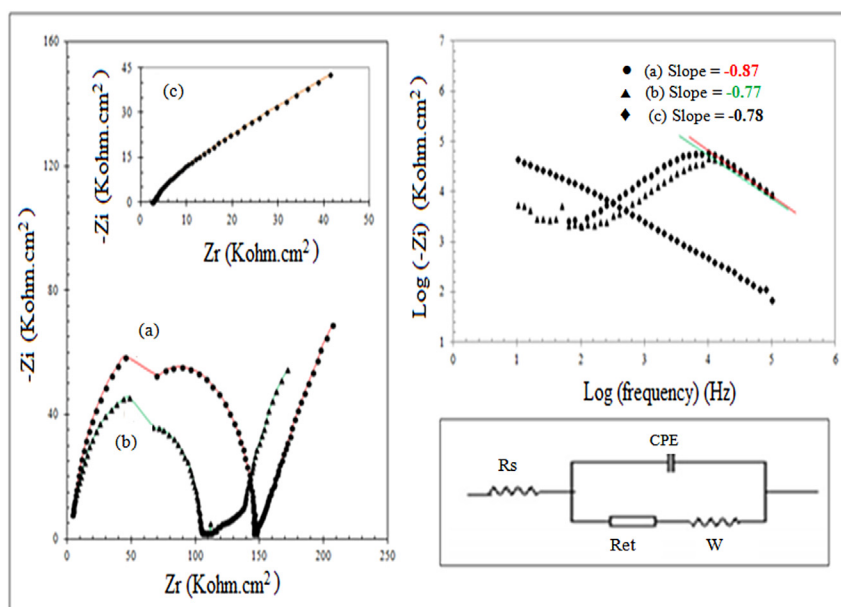 160
120
80
40
0
-Zi (Kohm.cm²)
0
50
100
150
200
250
Zr (Kohm.cm²)
(a)
(b)
45
30
15
0
-Zi (Kohm.cm²)
(c)
0
10
20
30
40
50
Zr (Kohm.cm²)
7
6
5
4
3
2
1
Log (-Zi) (Kohm.cm²)
(a) Slope = -0.87
(b) Slope = -0.77
(c) Slope = -0.78
0
1
2
3
4
5
6
Log (frequency) (Hz)
CPE
Rs
Ret
W